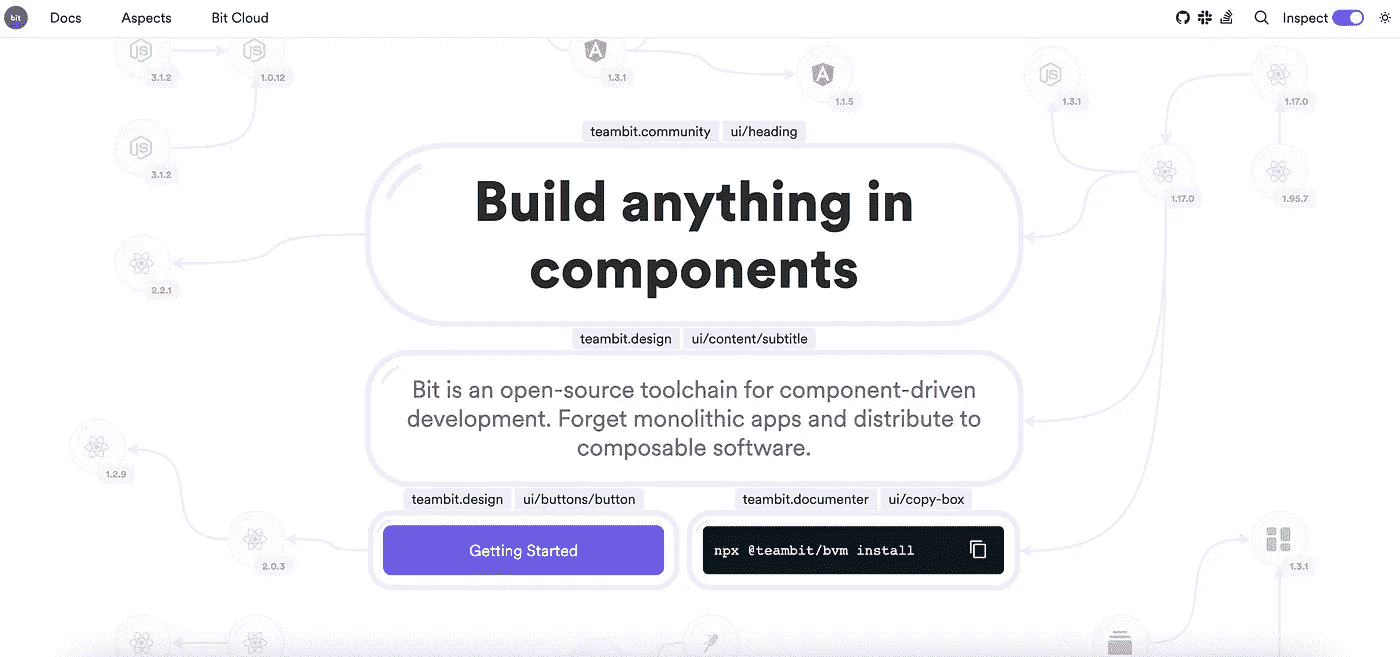 bit Docs Aspects Bit Cloud Inspect
JS JS
3.1.2 1.0.12
A
1.3.1
A
1.1.5
JS
1.3.1
1.17.0
JS
3.1.2
teambit.community ui/heading
1.17.0
1.95.7
Build anything in
components
2.2.1
teambit.design ui/content/subtitle
Bit is an open-source toolchain for component-driven
development. Forget monolithic apps and distribute to
composable software.
1.2.9
teambit.design ui/buttons/button teambit.documenter ui/copy-box
Getting Started npx @teambit/bvm install
2.0.3
1.3.1